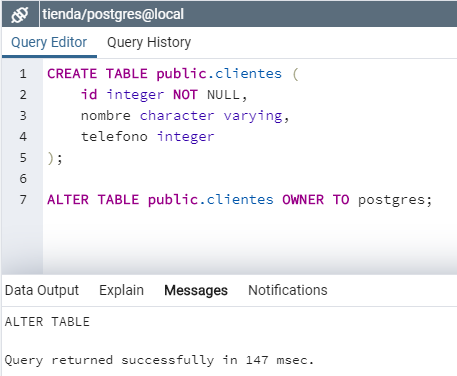 tienda/postgres@local
Query Editor Query History
1 CREATE TABLE public.clientes (
2 id integer NOT NULL,
3 nombre character varying,
4 telefono integer
5 );
6
7 ALTER TABLE public.clientes OWNER TO postgres;
Data Output Explain Messages Notifications
ALTER TABLE
Query returned successfully in 147 msec.